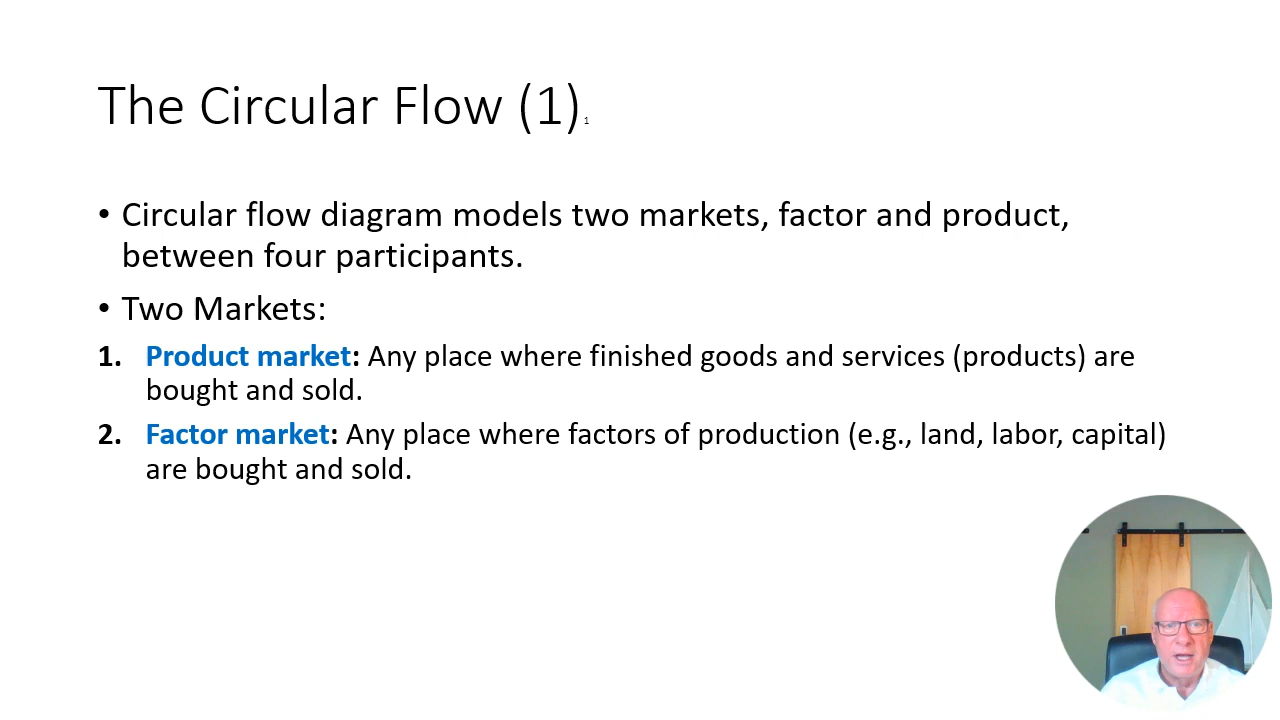 The Circular Flow (1) 1
• Circular flow diagram models two markets, factor and product,
between four participants.
• Two Markets:
1. Product market: Any place where finished goods and services (products) are
bought and sold.
2. Factor market: Any place where factors of production (e.g., land, labor, capital)
are bought and sold.